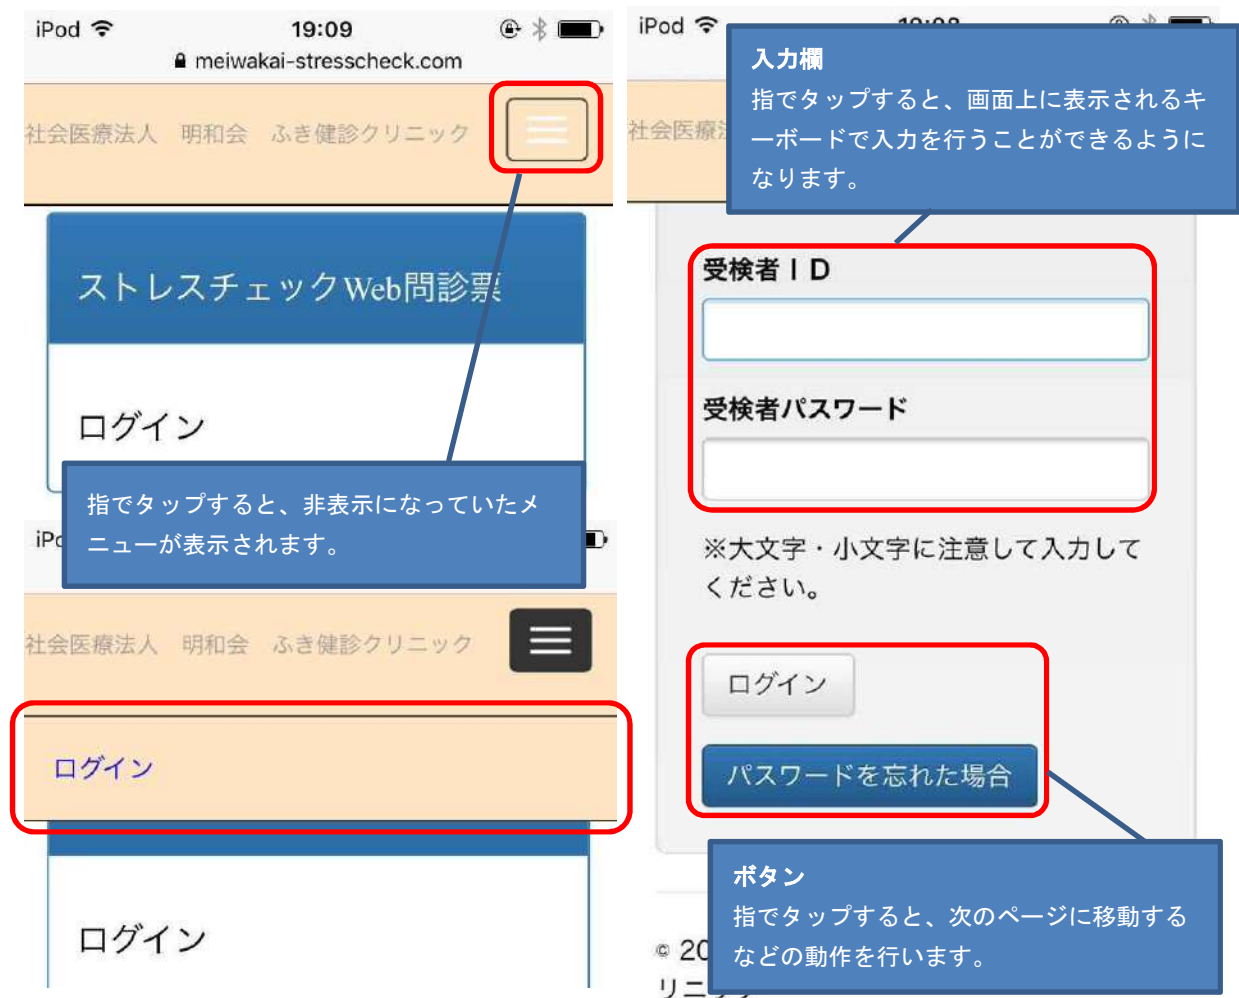 iPod
19:09
meiwakai-stresscheck.com
社会医療法人　明和会　ふき健診クリニック
ストレスチェックWeb問診票
ログイン
指でタップすると、非表示になっていたメ
ニューが表示されます。
社会医療法人　明和会　ふき健診クリニック
ログイン
ログイン
iPod
入力欄
指でタップすると、画面上に表示されるキ
ーボードで入力を行うことができるように
なります。
社会医療
受検者ＩＤ
受検者パスワード
※大文字・小文字に注意して入力して
ください。
ログイン
パスワードを忘れた場合
ボタン
指でタップすると、次のページに移動する
などの動作を行います。
© 20